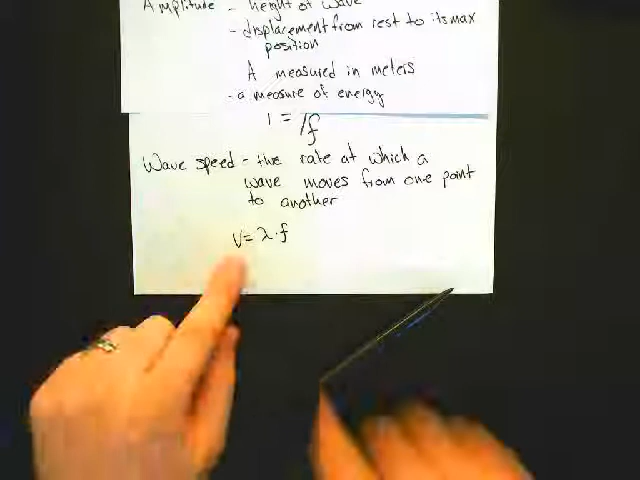 Amplitude - height of wave
- displacement from rest to its max
position
A measured in meters
- a measure of energy
= 1/f
Wave speed - the rate at which a
wave moves from one point
to another
v = λ · f